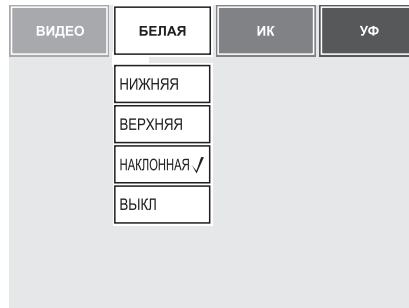 ВИДЕО БЕЛАЯ ИК УФ
НИЖНЯЯ
ВЕРХНЯЯ
НАКЛОННАЯ ✓
ВЫКЛ